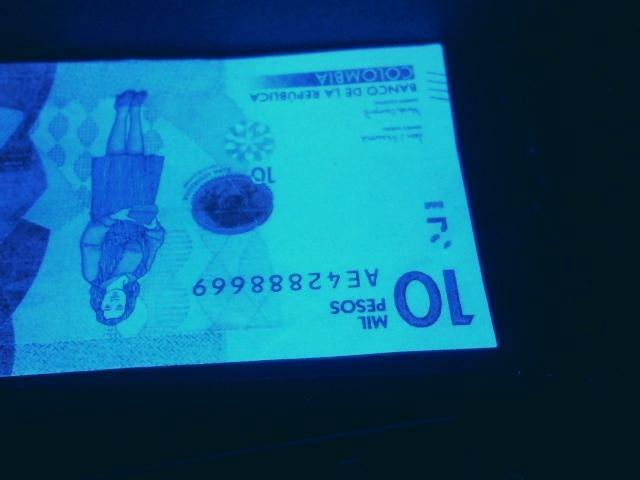 10
MIL
PESOS
AE42888669
10
BANCO DE LA REPÚBLICA
COLOMBIA